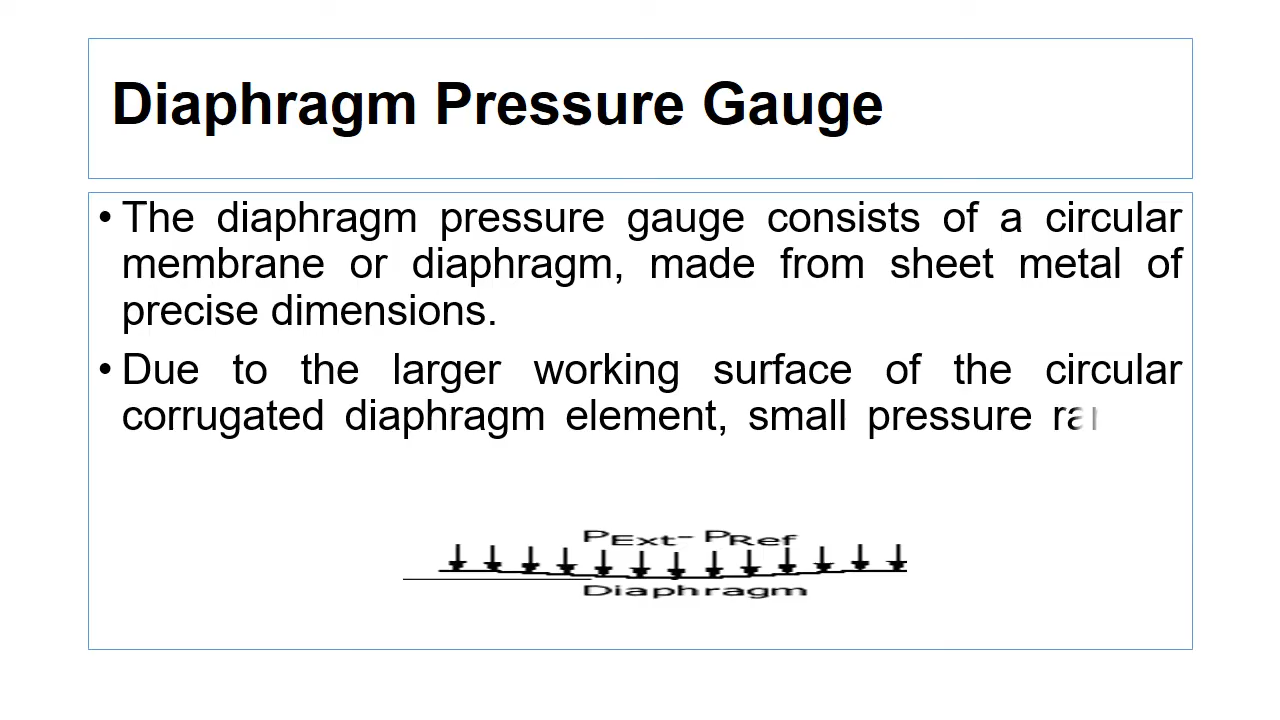 Diaphragm Pressure Gauge
• The diaphragm pressure gauge consists of a circular
membrane or diaphragm, made from sheet metal of
precise dimensions.
• Due to the larger working surface of the circular
corrugated diaphragm element, small pressure
PExt- PRef
Diaphragm